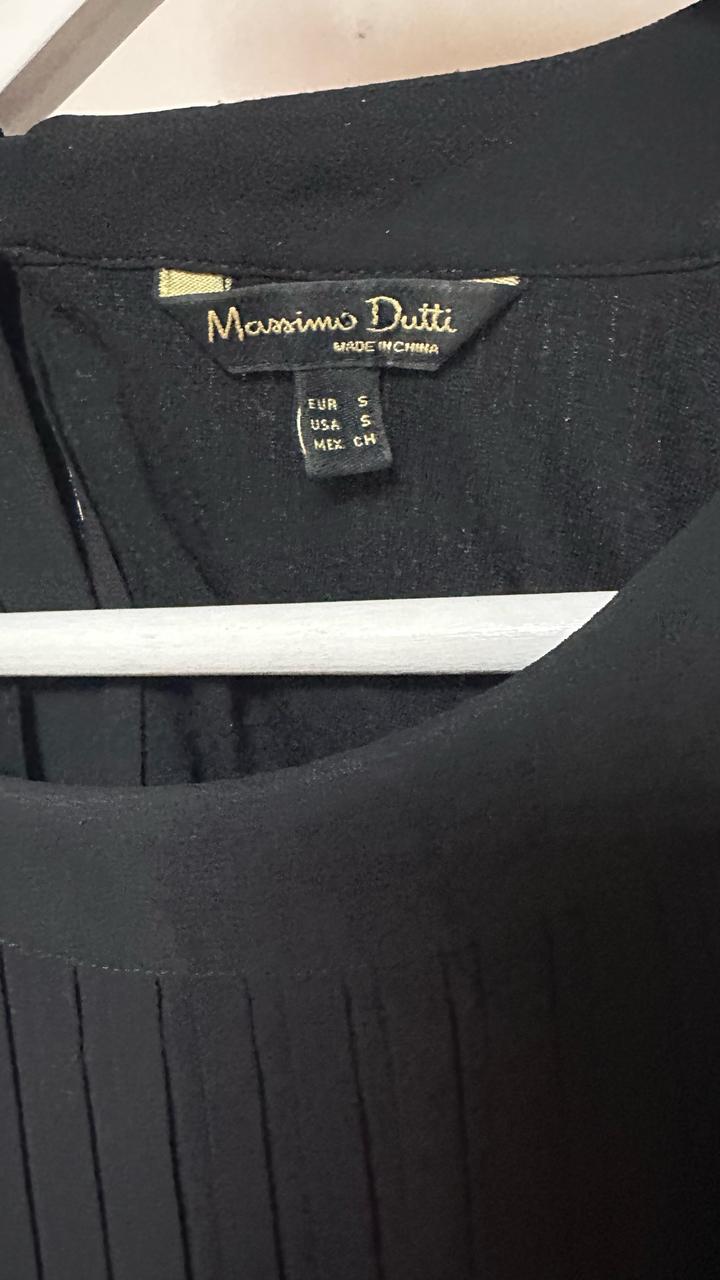 Massimo Dutti
MADE IN CHINA
EUR S
USA S
MEX CH